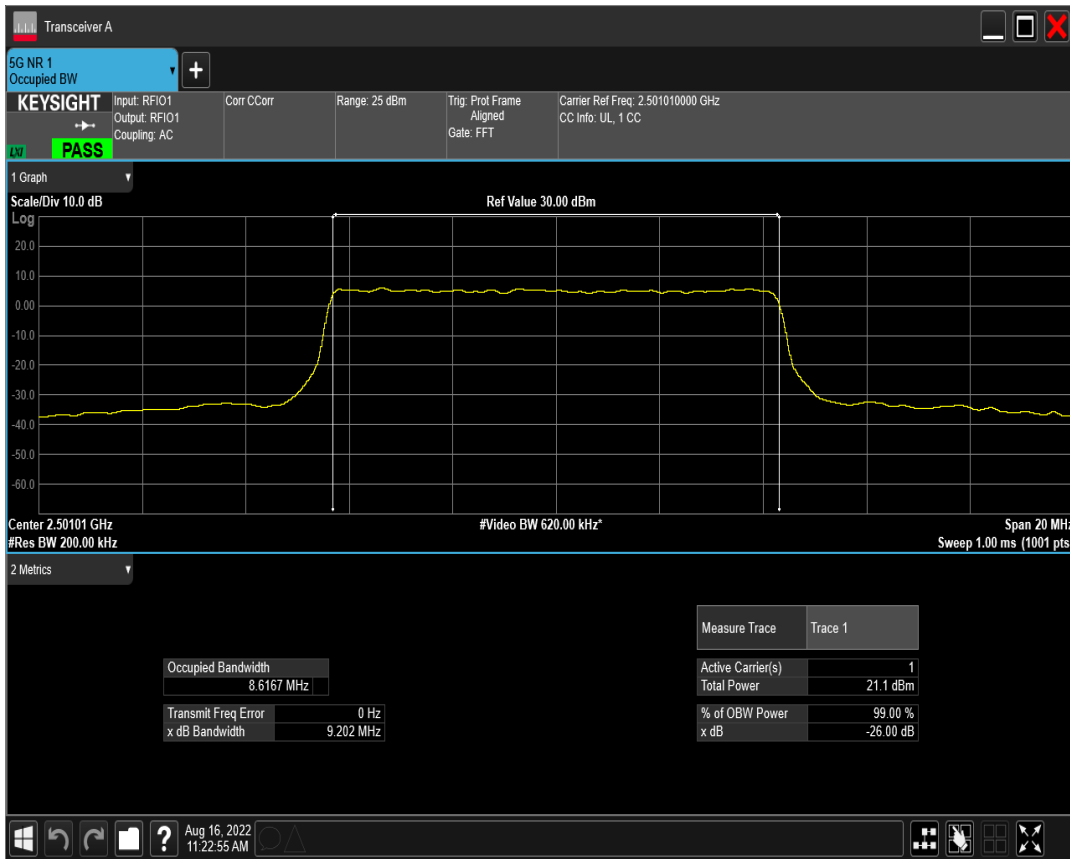 Transceiver A
5G NR 1
Occupied BW
KEYSIGHT
LXI
PASS
Input: RFIO1
Output: RFIO1
Coupling: AC
Corr CCorr
Range: 25 dBm
Trig: Prot Frame
Aligned
Gate: FFT
Carrier Ref Freq: 2.501010000 GHz
CC Info: UL, 1 CC
1 Graph
Scale/Div 10.0 dB
Ref Value 30.00 dBm
Log
20.0
10.0
0.00
-10.0
-20.0
-30.0
-40.0
-50.0
-60.0
Center 2.50101 GHz
#Video BW 620.00 kHz*
Span 20 MHz
#Res BW 200.00 kHz
Sweep 1.00 ms (1001 pts
2 Metrics
Measure Trace Trace 1
Occupied Bandwidth
8.6167 MHz
Active Carrier(s) 1
Total Power 21.1 dBm
Transmit Freq Error 0 Hz
x dB Bandwidth 9.202 MHz
% of OBW Power 99.00 %
x dB -26.00 dB
?
Aug 16, 2022
11:22:55 AM